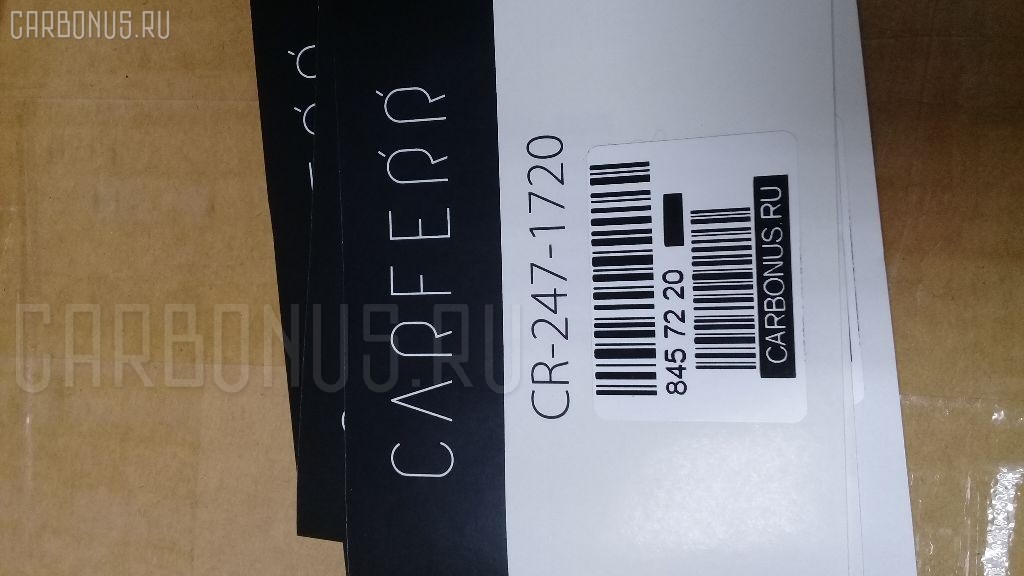 CARBONUS.RU
CARFERR
CR-247-1720
845 72 20
CARBONUS RU
CARBONUS.RU